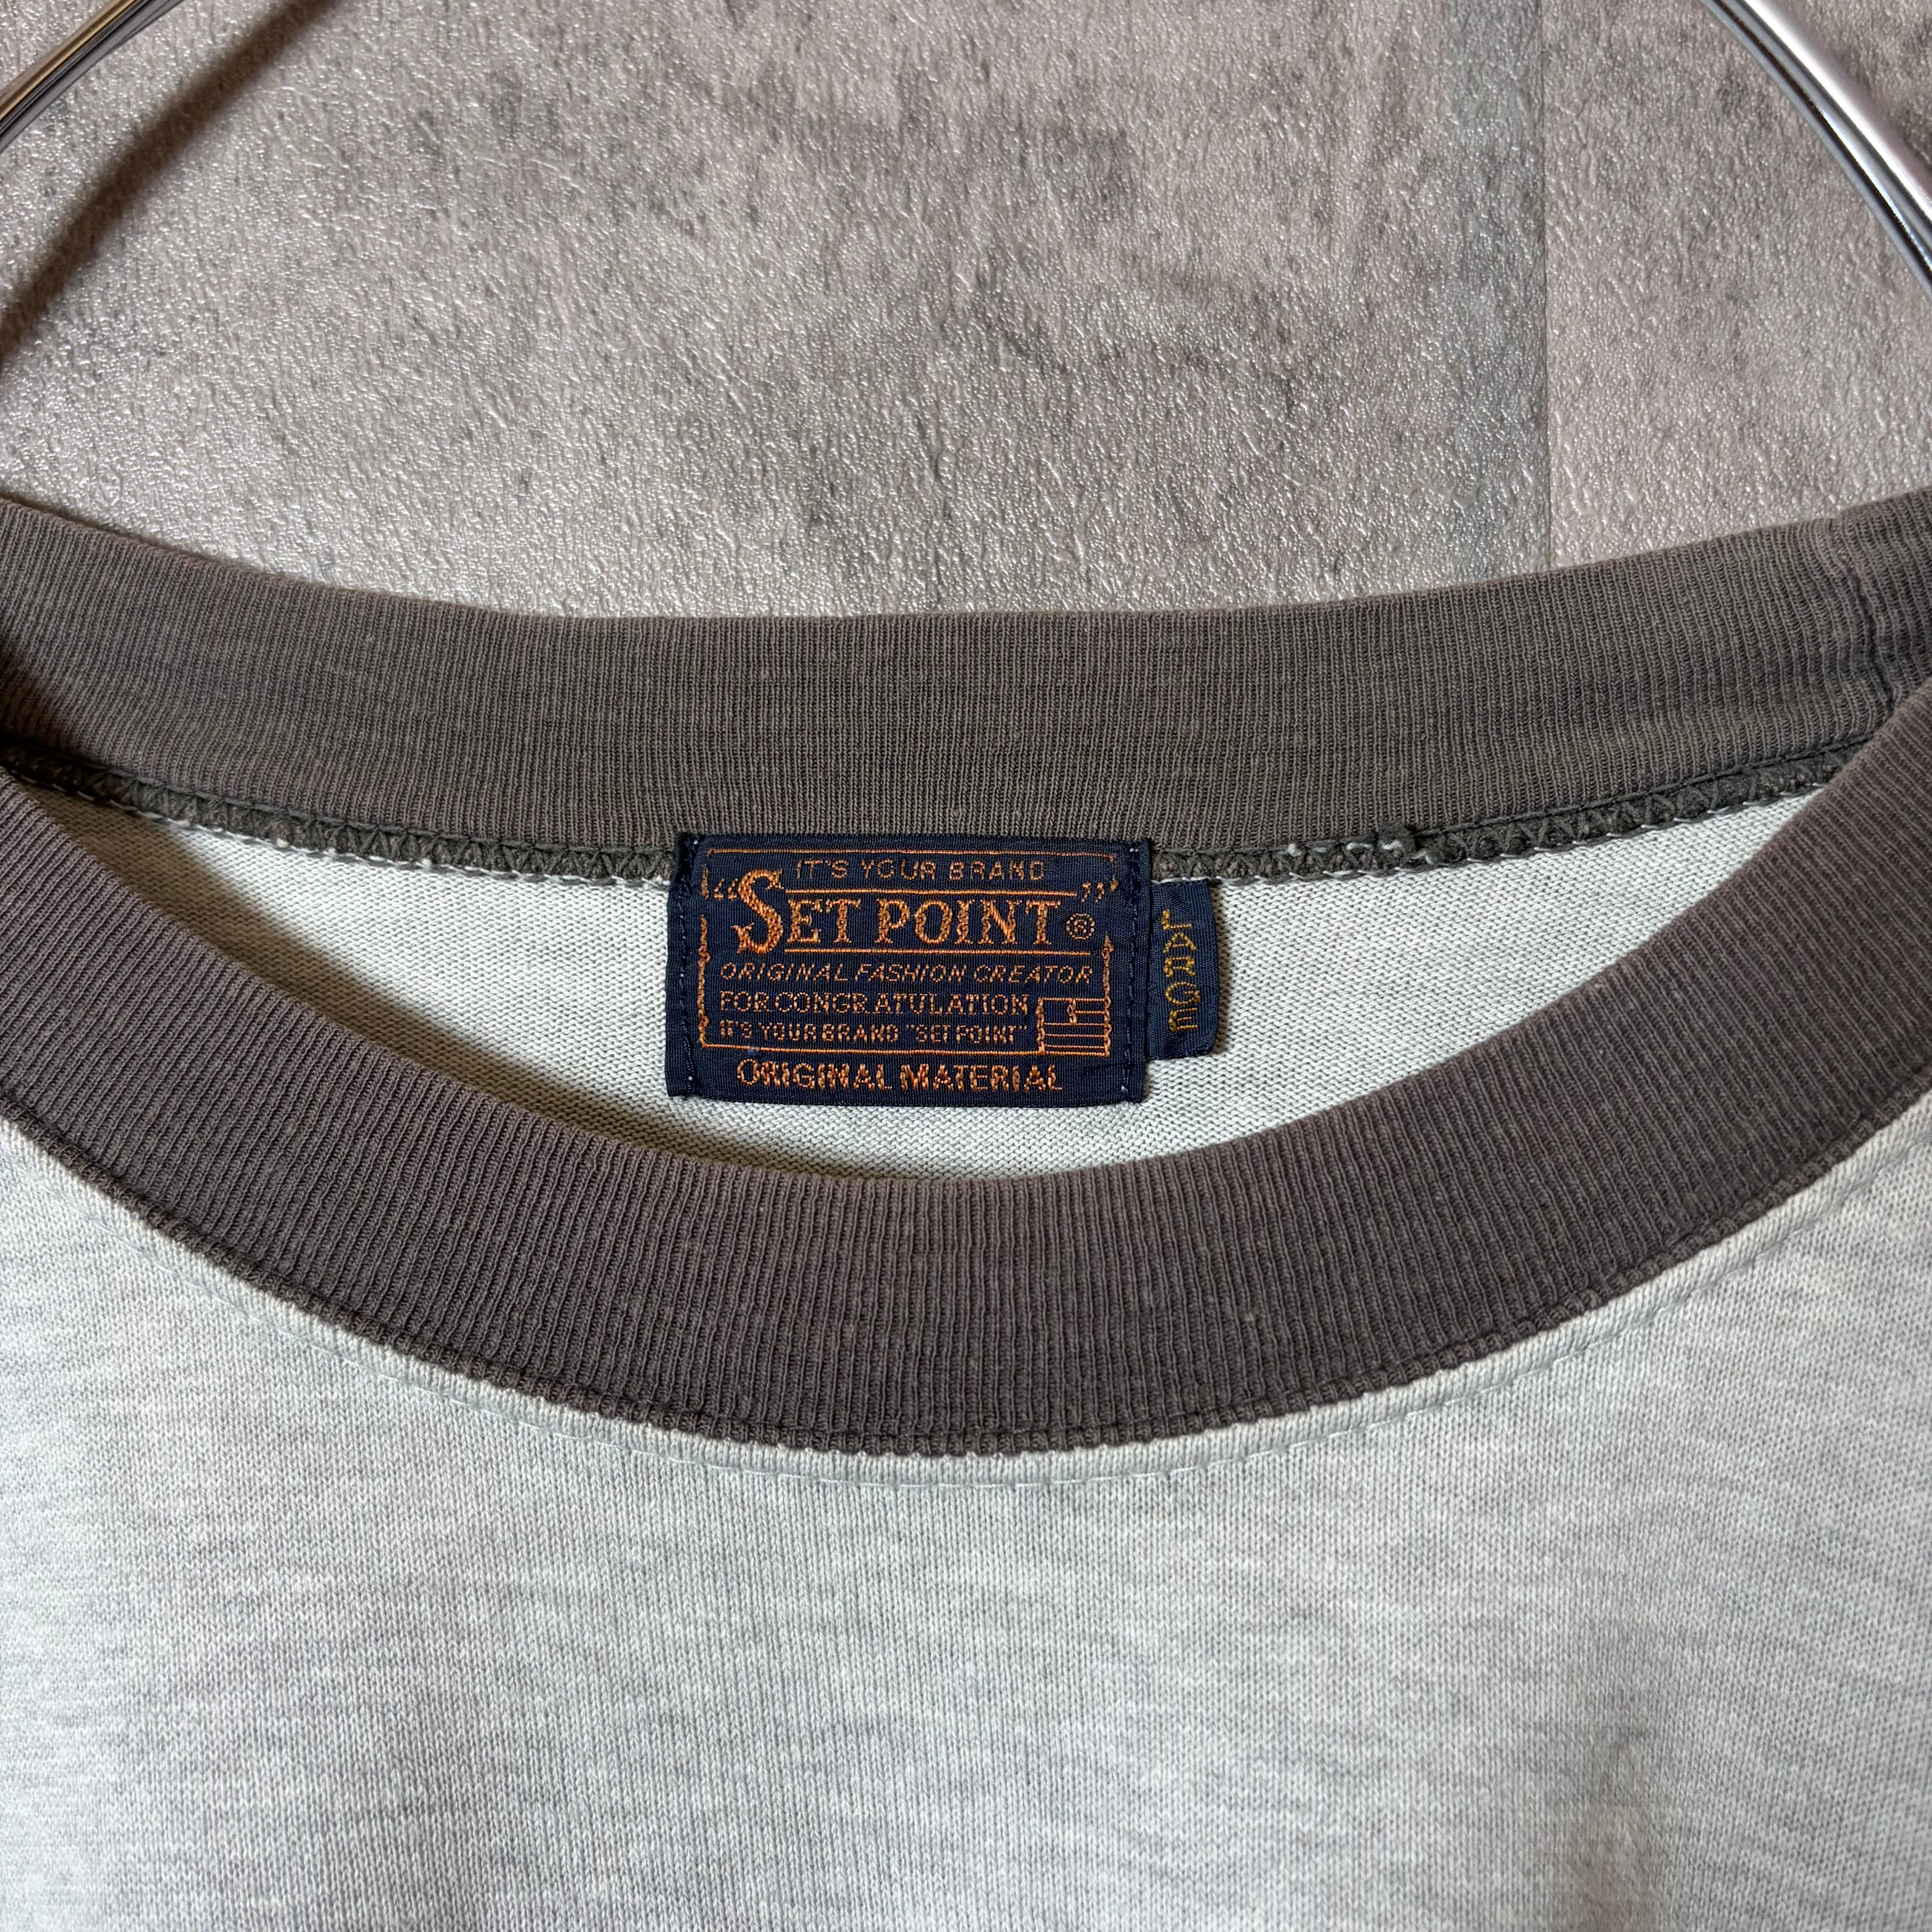 IT'S YOUR BRAND
"SET POINT"®
ORIGINAL FASHION CREATOR
FOR CONGRATULATION
IT'S YOUR BRAND "SET POINT"
ORIGINAL MATERIAL
LARGE